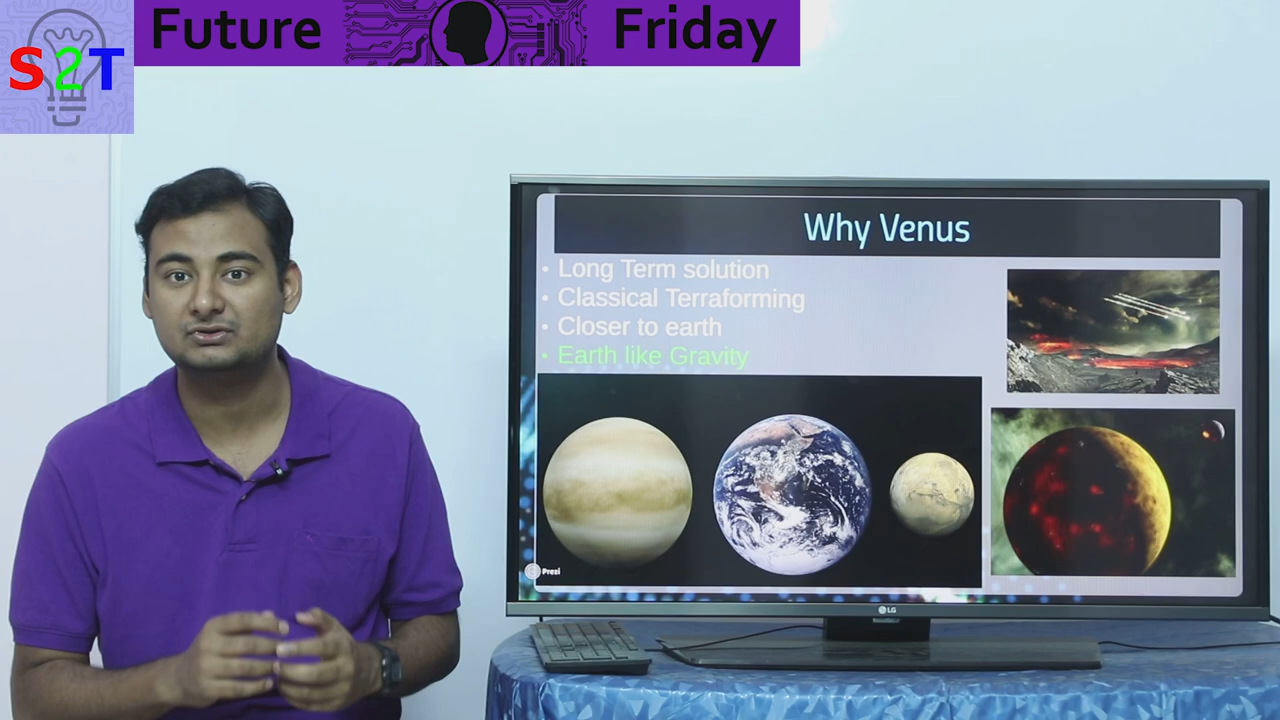 Future Friday
S2T
Why Venus
• Long Term solution
• Classical Terraforming
• Closer to earth
• Earth like Gravity
Prezi
LG